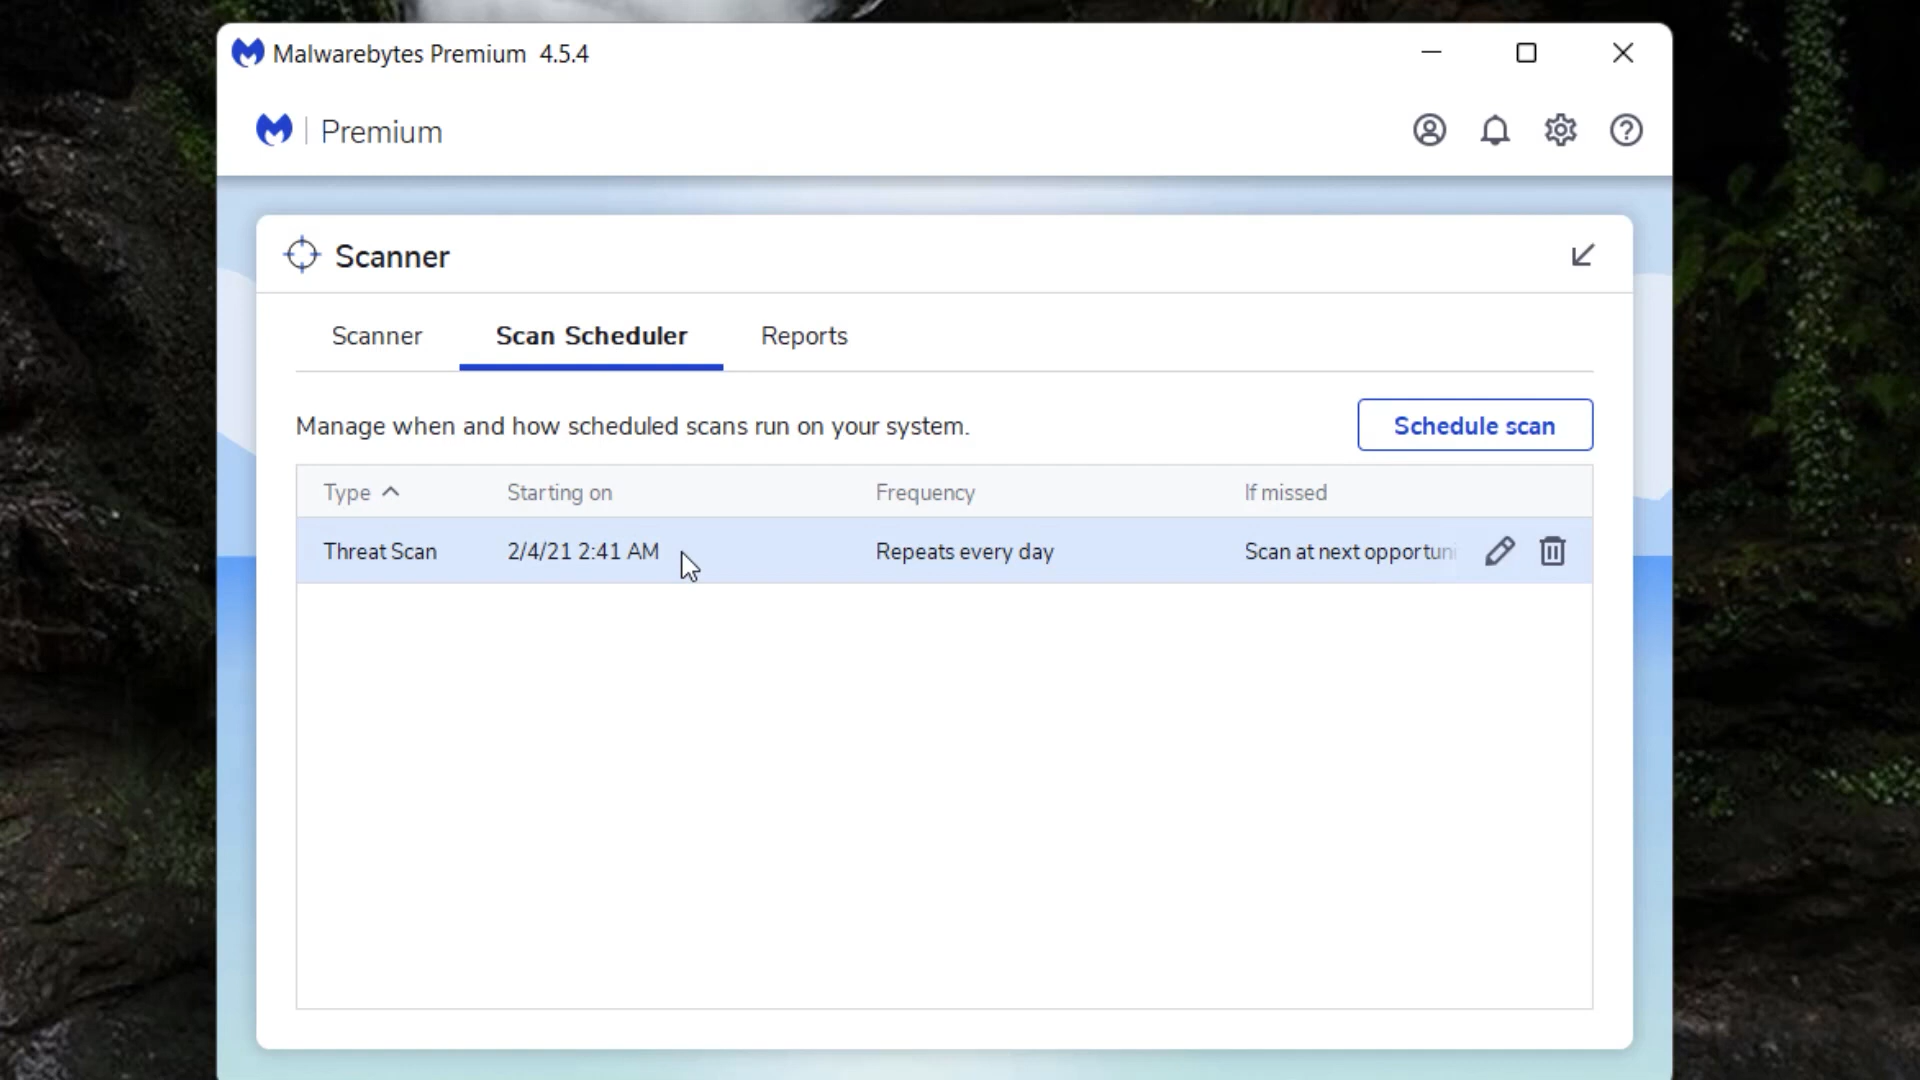 Malwarebytes Premium 4.5.4
Premium
Scanner
Scanner Scan Scheduler Reports
Manage when and how scheduled scans run on your system. Schedule scan
Type Starting on Frequency If missed
Threat Scan 2/4/21 2:41 AM Repeats every day Scan at next opportuni